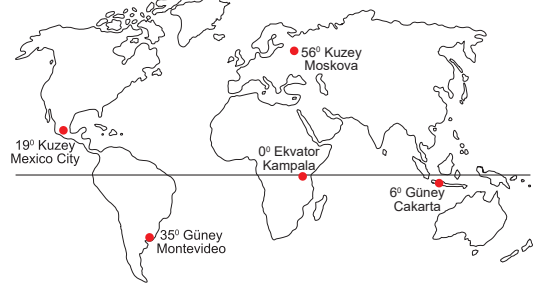 56⁰ Kuzey
Moskova
19⁰ Kuzey
Mexico City
0⁰ Ekvator
Kampala
6⁰ Güney
Cakarta
35⁰ Güney
Montevideo